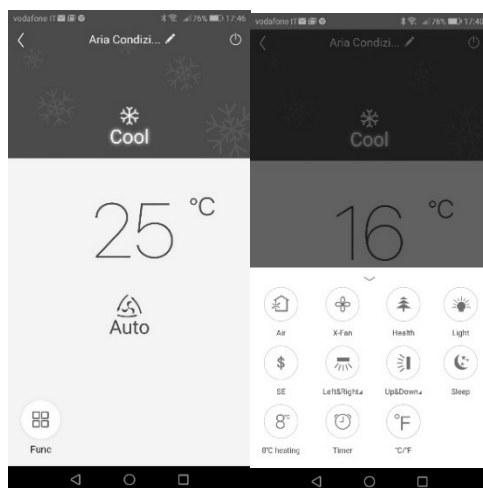 vodafone IT 76% 17:46
Aria Condizi...
Cool
25 °C
Auto
Func
vodafone IT 76% 17:40
Aria Condizi...
Cool
16 °C
Air X-Fan Health Light
$
SE Left&Right Up&Down Sleep
8°C °F
8°C heating Timer °C/°F